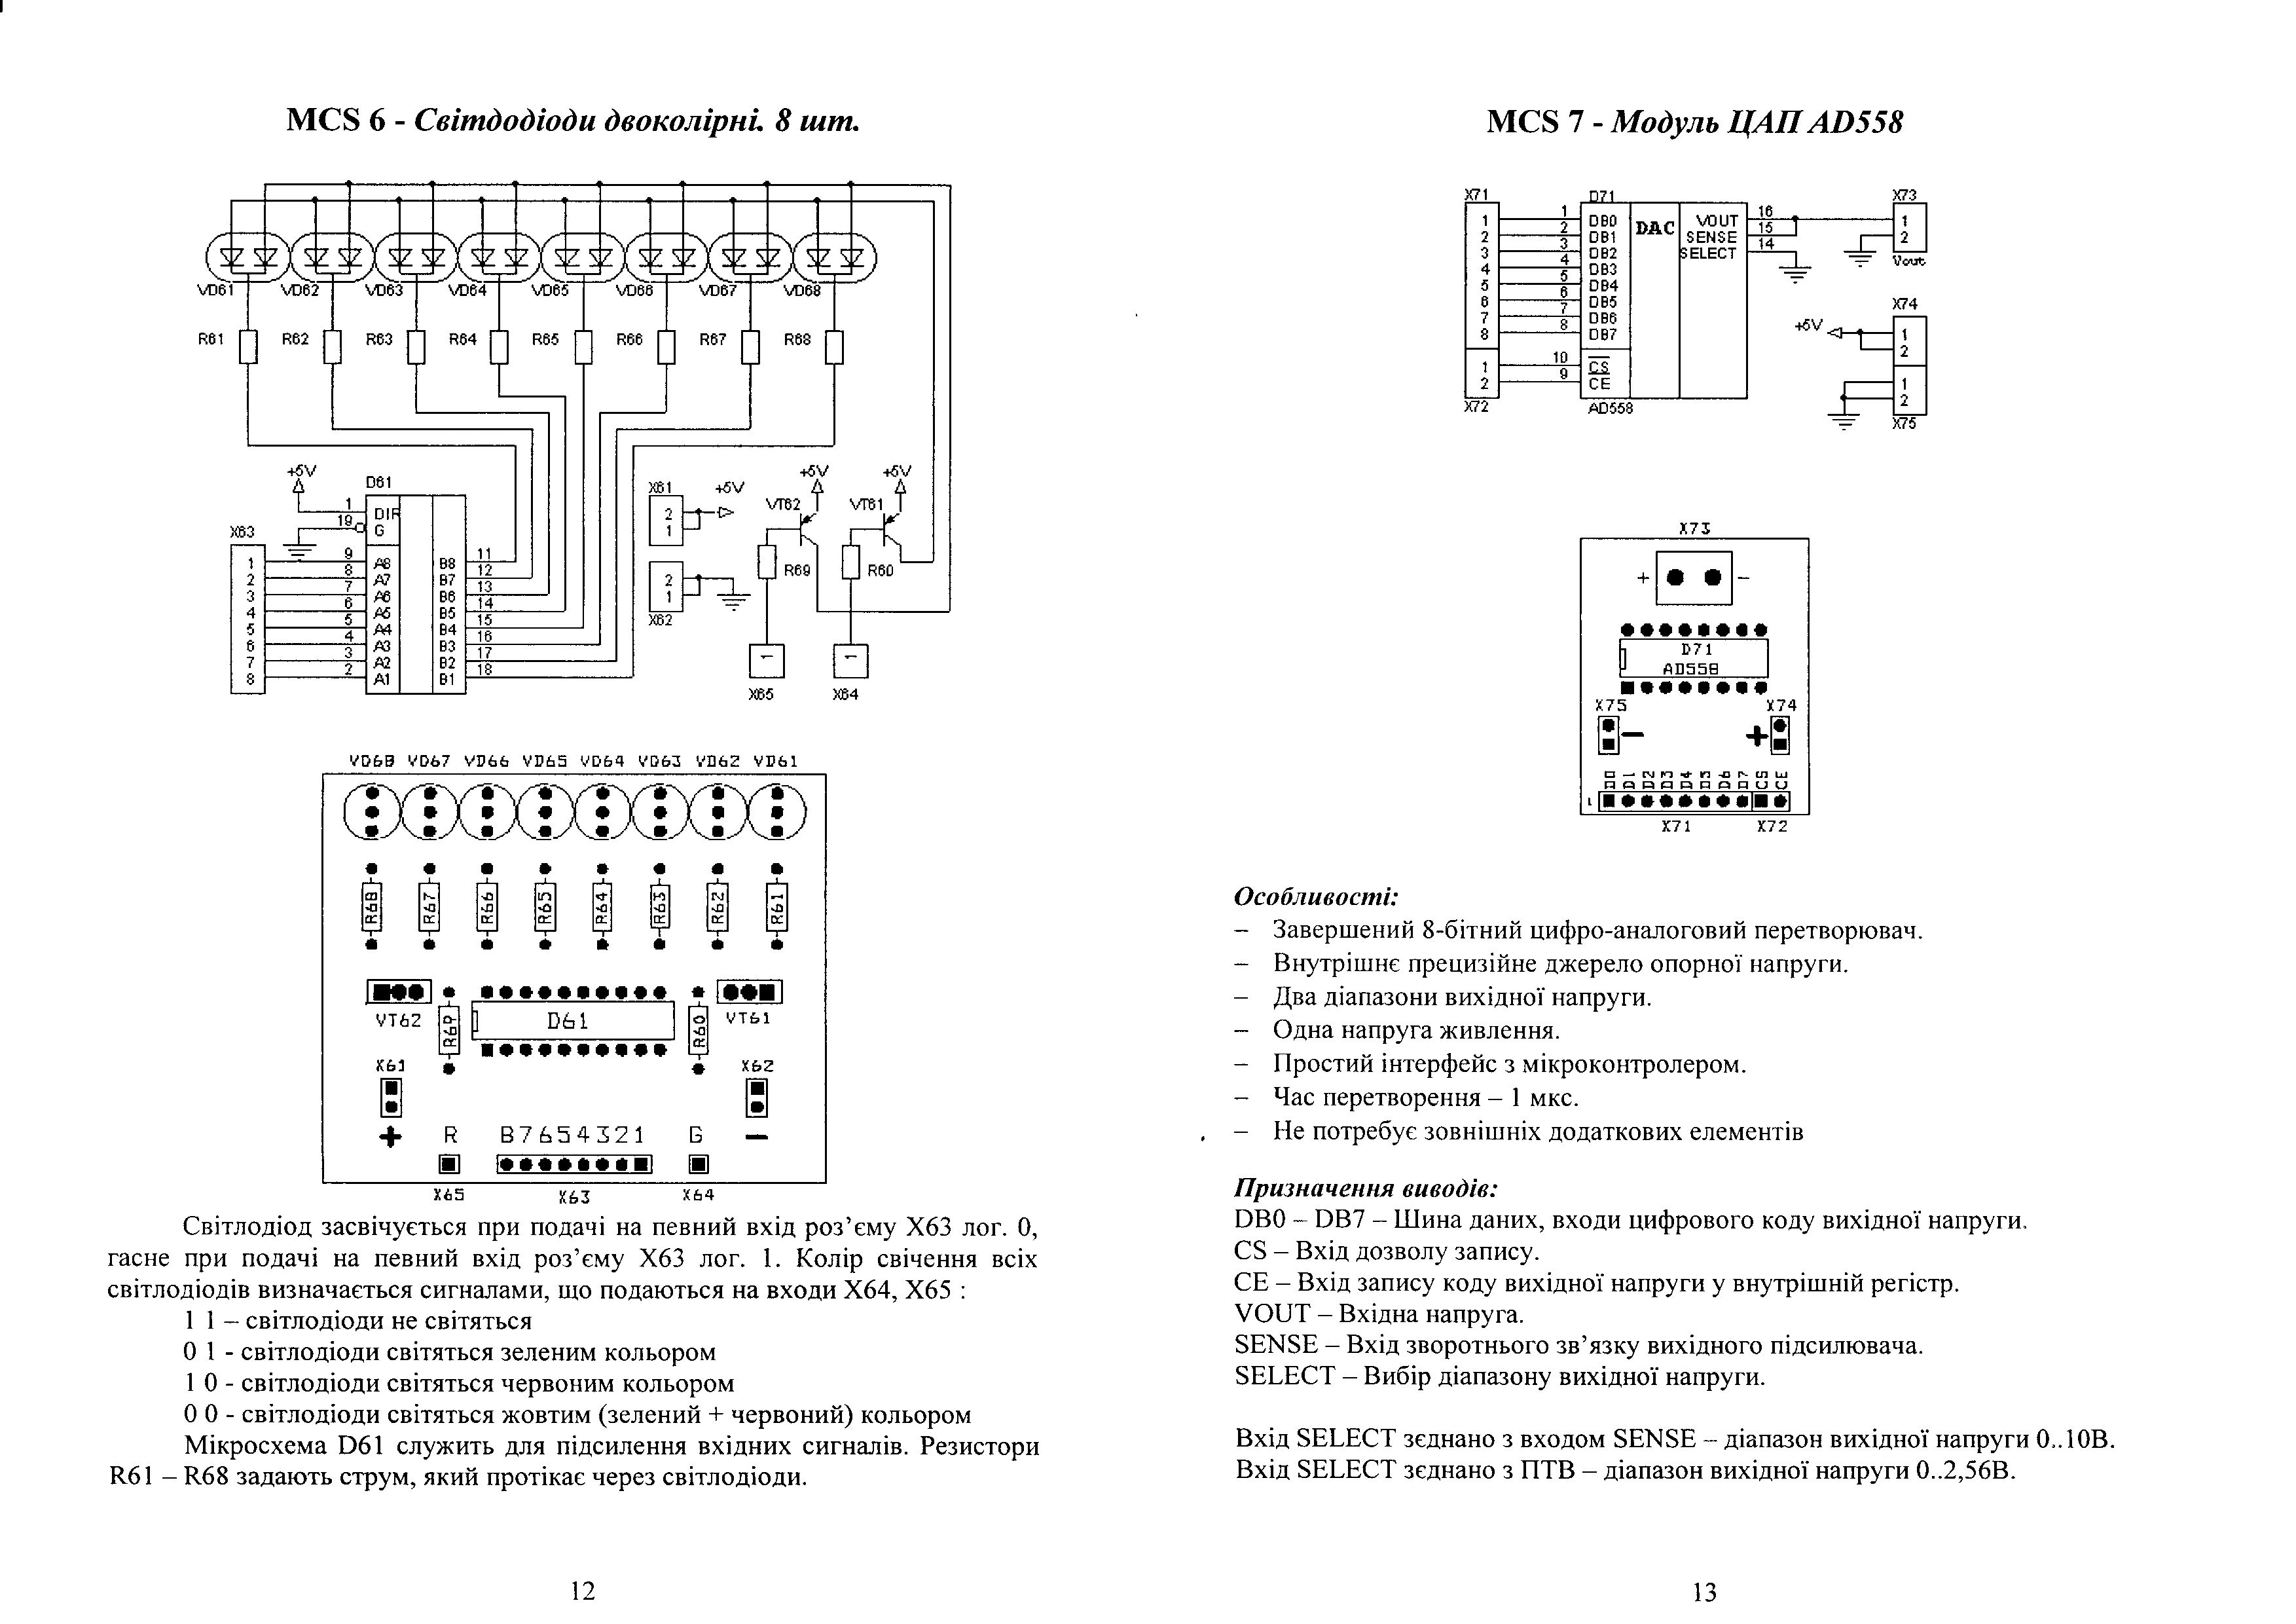 MCS 6 - Світдодіоди двоколірні. 8 шт.
VD61 VD62 VD63 VD64 VD65 VD66 VD67 VD68
R61 R62 R63 R64 R65 R66 R67 R68
+5V D61 X61 +5V +5V +5V
VT62 VT61
1 DIR
19 G
2
1
X63
R69 R60
1 9 A8 B8 11
2 8 A7 B7 12
3 7 A6 B6 13
4 6 A5 B5 14
5 5 A4 B4 15
6 4 A3 B3 16
7 3 A2 B2 17
8 2 A1 B1 18
2
1
X62
X65 X64
VD68 VD67 VD66 VD65 VD64 VD63 VD62 VD61
R68 R67 R66 R65 R64 R63 R62 R61
VT62 R69 D61 R60 VT61
X61 X62
+ R 87654321 G −
X65 X63 X64
Світлодіод засвічується при подачі на певний вхід роз’єму X63 лог. 0,
гасне при подачі на певний вхід роз’єму X63 лог. 1. Колір свічення всіх
світлодіодів визначається сигналами, що подаються на входи X64, X65 :
1 1 – світлодіоди не світяться
0 1 - світлодіоди світяться зеленим кольором
1 0 - світлодіоди світяться червоним кольором
0 0 - світлодіоди світяться жовтим (зелений + червоний) кольором
Мікросхема D61 служить для підсилення вхідних сигналів. Резистори
R61 – R68 задають струм, який протікає через світлодіоди.
12
MCS 7 - Модуль ЦАП AD558
X71 D71 X73
1 1 DB0 DAC VOUT 16 1
2 2 DB1 SENSE 15 2
3 3 DB2 SELECT 14 Vout
4 4 DB3
5 5 DB4
6 6 DB5
7 7 DB6
8 8 DB7
1 10 CS
2 9 CE
X72 AD558
X74
+5V 1
2
1
2
X75
X73
+ −
D71
AD558
X75 X74
− +
D0 D1 D2 D3 D4 D5 D6 D7 CS CE
1
X71 X72
Особливості:
– Завершений 8-бітний цифро-аналоговий перетворювач.
– Внутрішнє прецизійне джерело опорної напруги.
– Два діапазони вихідної напруги.
– Одна напруга живлення.
– Простий інтерфейс з мікроконтролером.
– Час перетворення – 1 мкс.
– Не потребує зовнішніх додаткових елементів
Призначення виводів:
DB0 – DB7 – Шина даних, входи цифрового коду вихідної напруги.
CS – Вхід дозволу запису.
CE – Вхід запису коду вихідної напруги у внутрішній регістр.
VOUT – Вхідна напруга.
SENSE – Вхід зворотнього зв’язку вихідного підсилювача.
SELECT – Вибір діапазону вихідної напруги.
Вхід SELECT зєднано з входом SENSE – діапазон вихідної напруги 0..10В.
Вхід SELECT зєднано з ПТВ – діапазон вихідної напруги 0..2,56В.
13